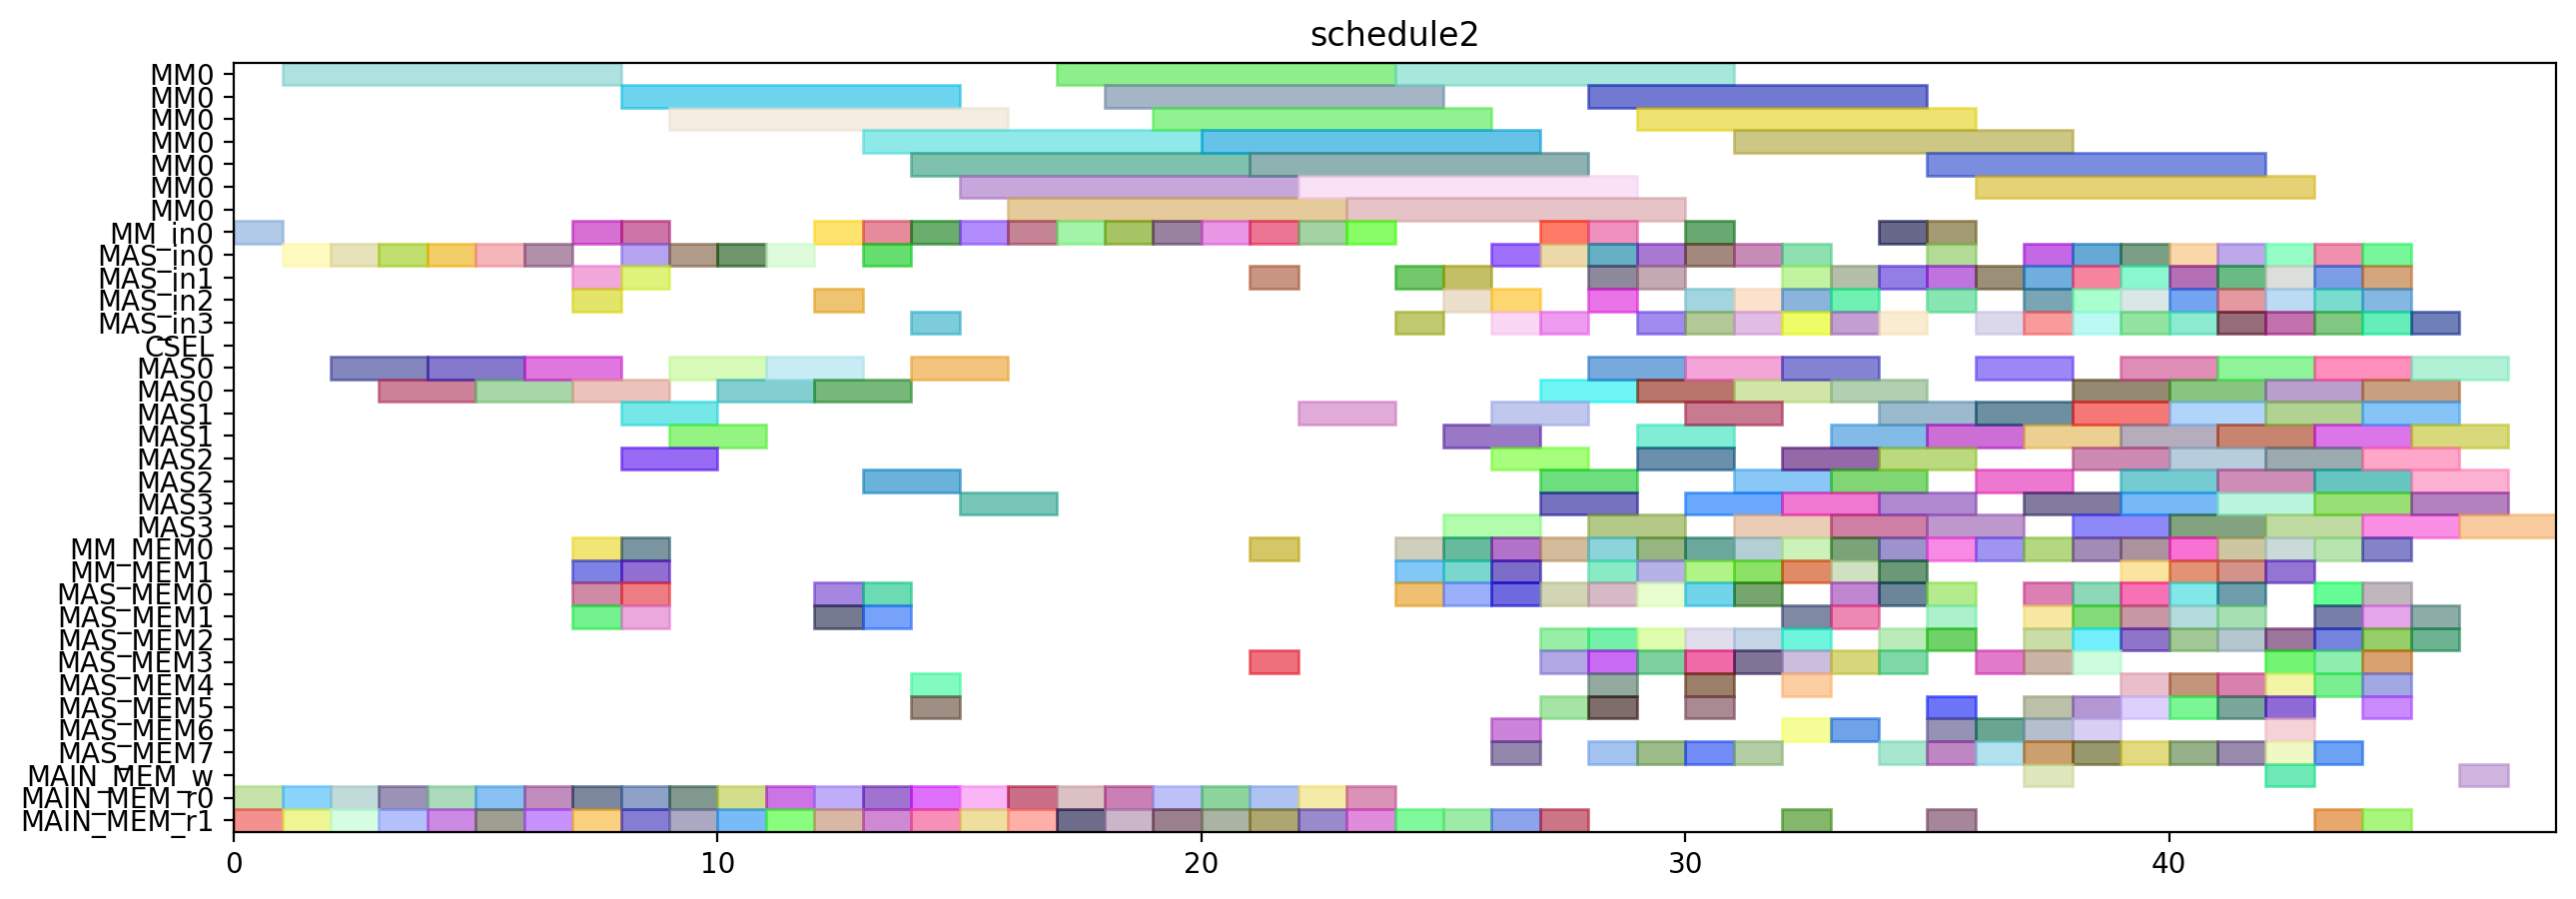 schedule2
MM0
MM0
MM0
MM0
MM0
MM0
MM0
MM_in0
MAS_in0
MAS_in1
MAS_in2
MAS_in3
CSEL
MAS0
MAS0
MAS1
MAS1
MAS2
MAS2
MAS3
MAS3
MM_MEM0
MM_MEM1
MAS_MEM0
MAS_MEM1
MAS_MEM2
MAS_MEM3
MAS_MEM4
MAS_MEM5
MAS_MEM6
MAS_MEM7
MAIN_MEM_w
MAIN_MEM_r0
MAIN_MEM_r1
0 10 20 30 40